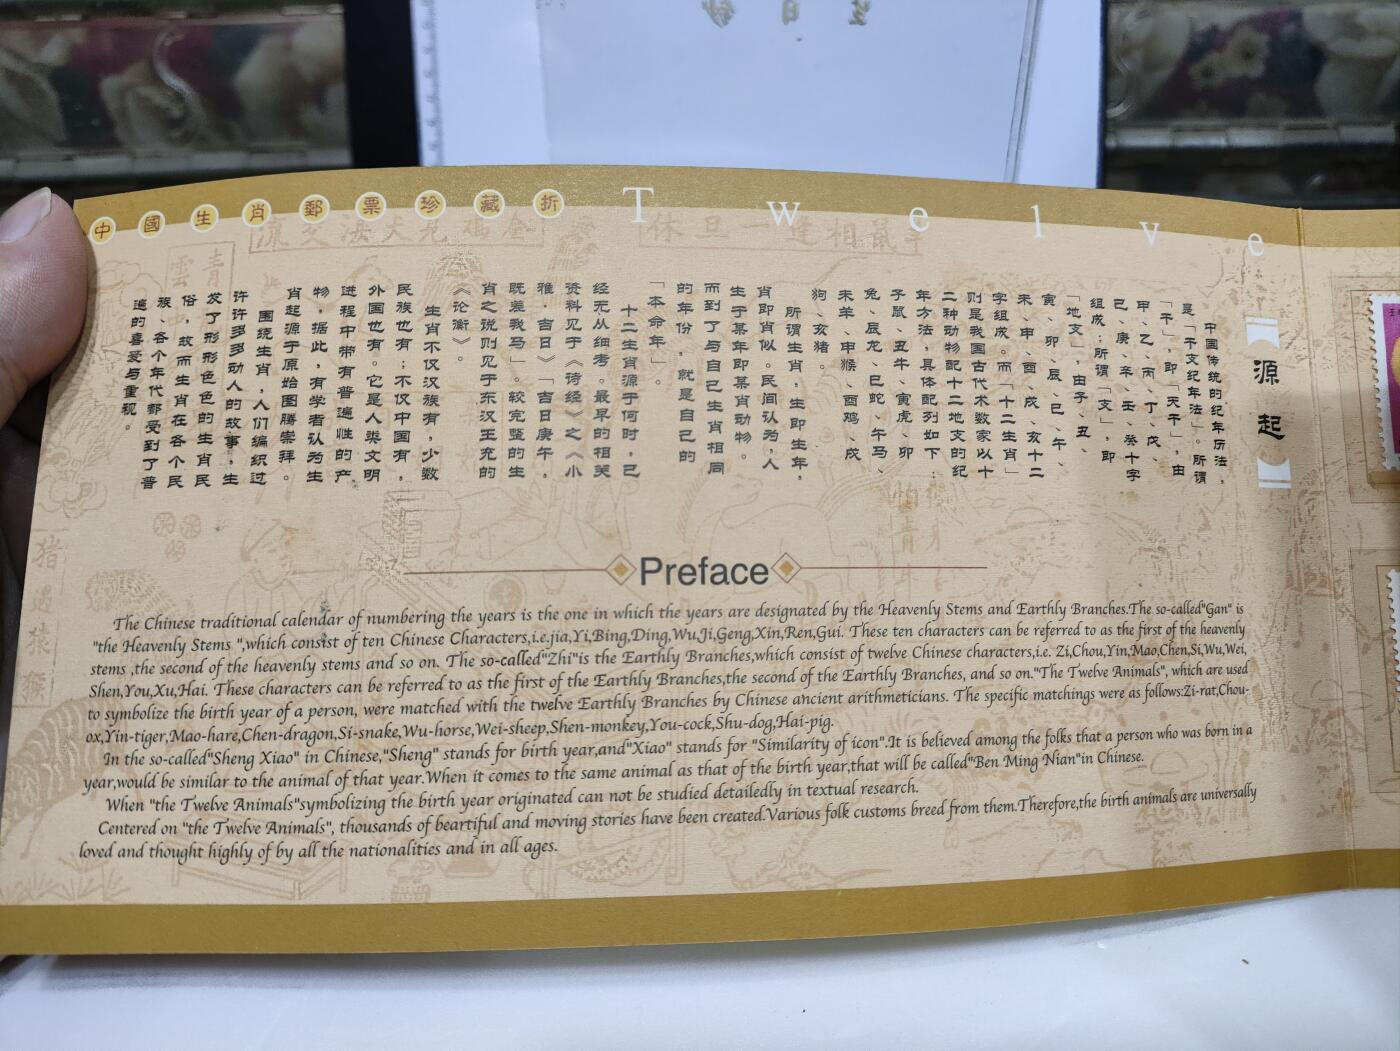 中國生肖郵票珍藏折
Twelve
源起
中国传统的纪年历法，
是「干支纪年法」。所谓
「干」，即「天干」，由
甲、乙、丙、丁、戊、
己、庚、辛、壬、癸十字
组成；所谓「支」，即
「地支」，由子、丑、
寅、卯、辰、巳、午、
未、申、酉、戌、亥十二
字组成。而「十二生肖」
则是我国古代术数家以十
二种动物配十二地支的纪
年方法，具体配列如下：
子鼠、丑牛、寅虎、卯
兔、辰龙、巳蛇、午马、
未羊、申猴、酉鸡、戌
狗、亥猪。
所谓生肖，生即生年，
肖即肖似。民间认为，人
生于某年即某肖动物。
而到了与自己生肖相同
的年份，就是自己的
「本命年」。
十二生肖源于何时，已
经无从细考。最早的相关
资料见于《诗经》之《小
雅·吉日》「吉日庚午，
既差我马」。较完整的生
肖之说则见于东汉王充的
《论衡》。
生肖不仅汉族有，少数
民族也有；不仅中国有，
外国也有。它是人类文明
进程中带有普遍性的产
物，据此，有学者认为生
肖起源于原始图腾崇拜。
围绕生肖，人们编织过
许许多多动人的故事，生
发了形形色色的生肖民
俗，故而生肖在各个民
族、各个年代都受到了普
遍的喜爱与重视。
Preface
The Chinese traditional calendar of numbering the years is the one in which the years are designated by the Heavenly Stems and Earthly Branches.The so-called"Gan" is
"the Heavenly Stems ",which consist of ten Chinese Characters,i.e.jia,Yi,Bing,Ding,Wu,Ji,Geng,Xin,Ren,Gui. These ten characters can be referred to as the first of the heavenly
stems ,the second of the heavenly stems and so on. The so-called"Zhi"is the Earthly Branches,which consist of twelve Chinese characters,i.e. Zi,Chou,Yin,Mao,Chen,Si,Wu,Wei,
Shen,You,Xu,Hai. These characters can be referred to as the first of the Earthly Branches,the second of the Earthly Branches, and so on."The Twelve Animals", which are used
to symbolize the birth year of a person, were matched with the twelve Earthly Branches by Chinese ancient arithmeticians. The specific matchings were as follows:Zi-rat,Chou-
ox,Yin-tiger,Mao-hare,Chen-dragon,Si-snake,Wu-horse,Wei-sheep,Shen-monkey,You-cock,Shu-dog,Hai-pig.
In the so-called"Sheng Xiao" in Chinese,"Sheng" stands for birth year,and"Xiao" stands for "Similarity of icon".It is believed among the folks that a person who was born in a
year,would be similar to the animal of that year.When it comes to the same animal as that of the birth year,that will be called"Ben Ming Nian"in Chinese.
When "the Twelve Animals"symbolizing the birth year originated can not be studied detailedly in textual research.
Centered on "the Twelve Animals", thousands of beartiful and moving stories have been created.Various folk customs breed from them.Therefore,the birth animals are universally
loved and thought highly of by all the nationalities and in all ages.